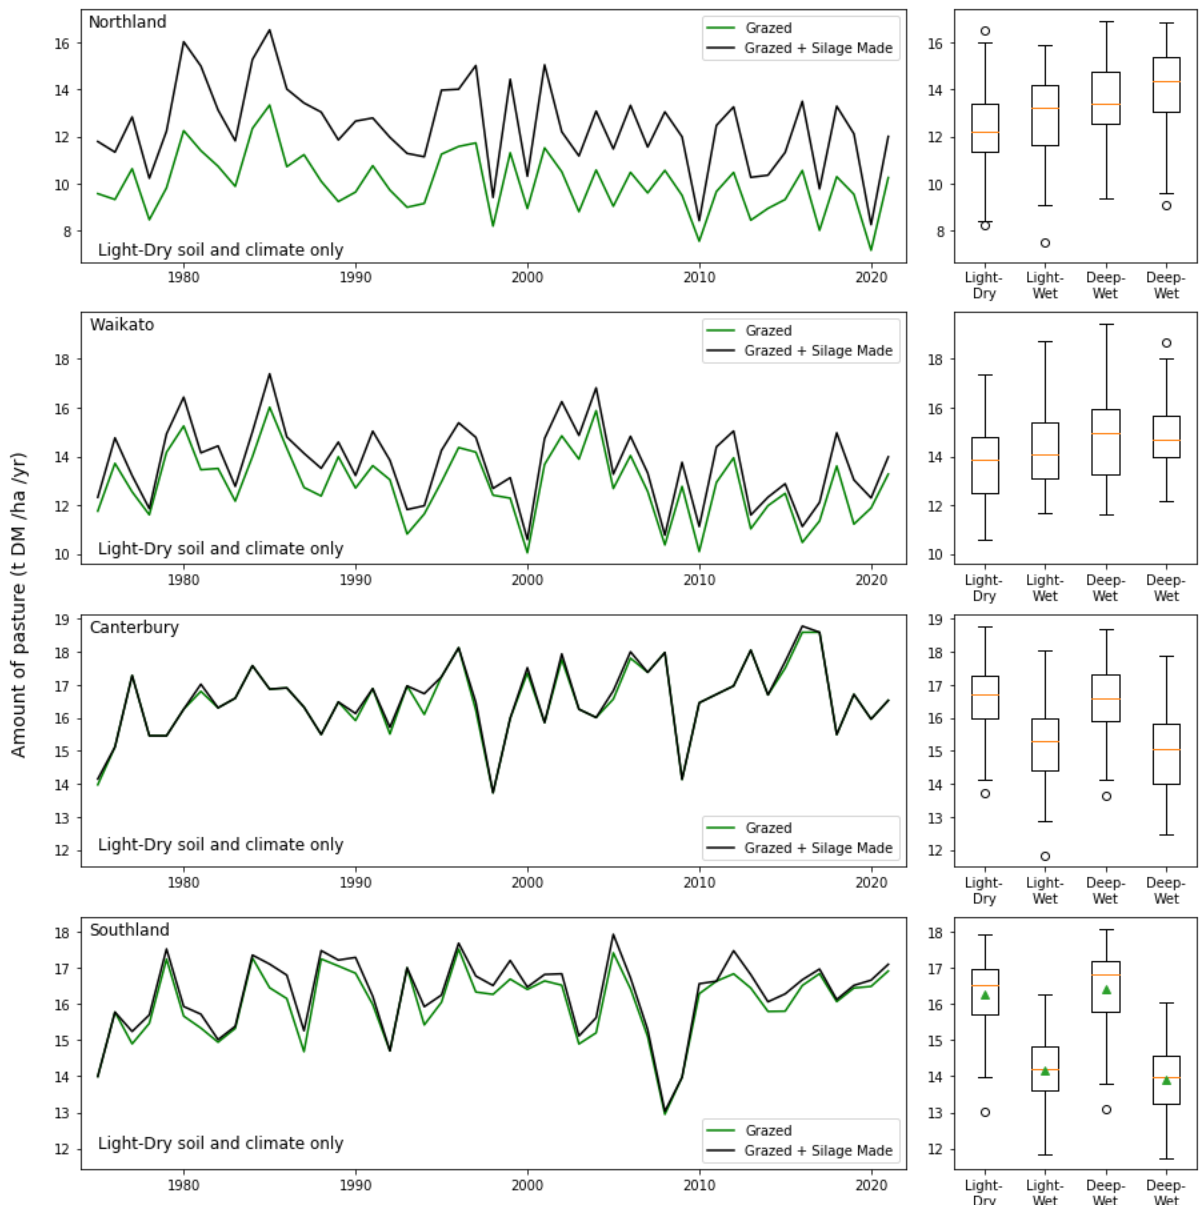 Amount of pasture (t DM /ha /yr)
Northland
Grazed
Grazed + Silage Made
16
14
12
10
8
Light-Dry soil and climate only
1980 1990 2000 2010 2020
16
14
12
10
8
Light- Light- Deep- Deep-
Dry Wet Wet Wet
Waikato
Grazed
Grazed + Silage Made
18
16
14
12
10
Light-Dry soil and climate only
1980 1990 2000 2010 2020
18
16
14
12
10
Light- Light- Deep- Deep-
Dry Wet Wet Wet
Canterbury
19
18
17
16
15
14
13
12
Grazed
Grazed + Silage Made
Light-Dry soil and climate only
1980 1990 2000 2010 2020
19
18
17
16
15
14
13
12
Light- Light- Deep- Deep-
Dry Wet Wet Wet
Southland
18
17
16
15
14
13
12
Grazed
Grazed + Silage Made
Light-Dry soil and climate only
1980 1990 2000 2010 2020
18
17
16
15
14
13
12
Light- Light- Deep- Deep-
Dry Wet Wet Wet